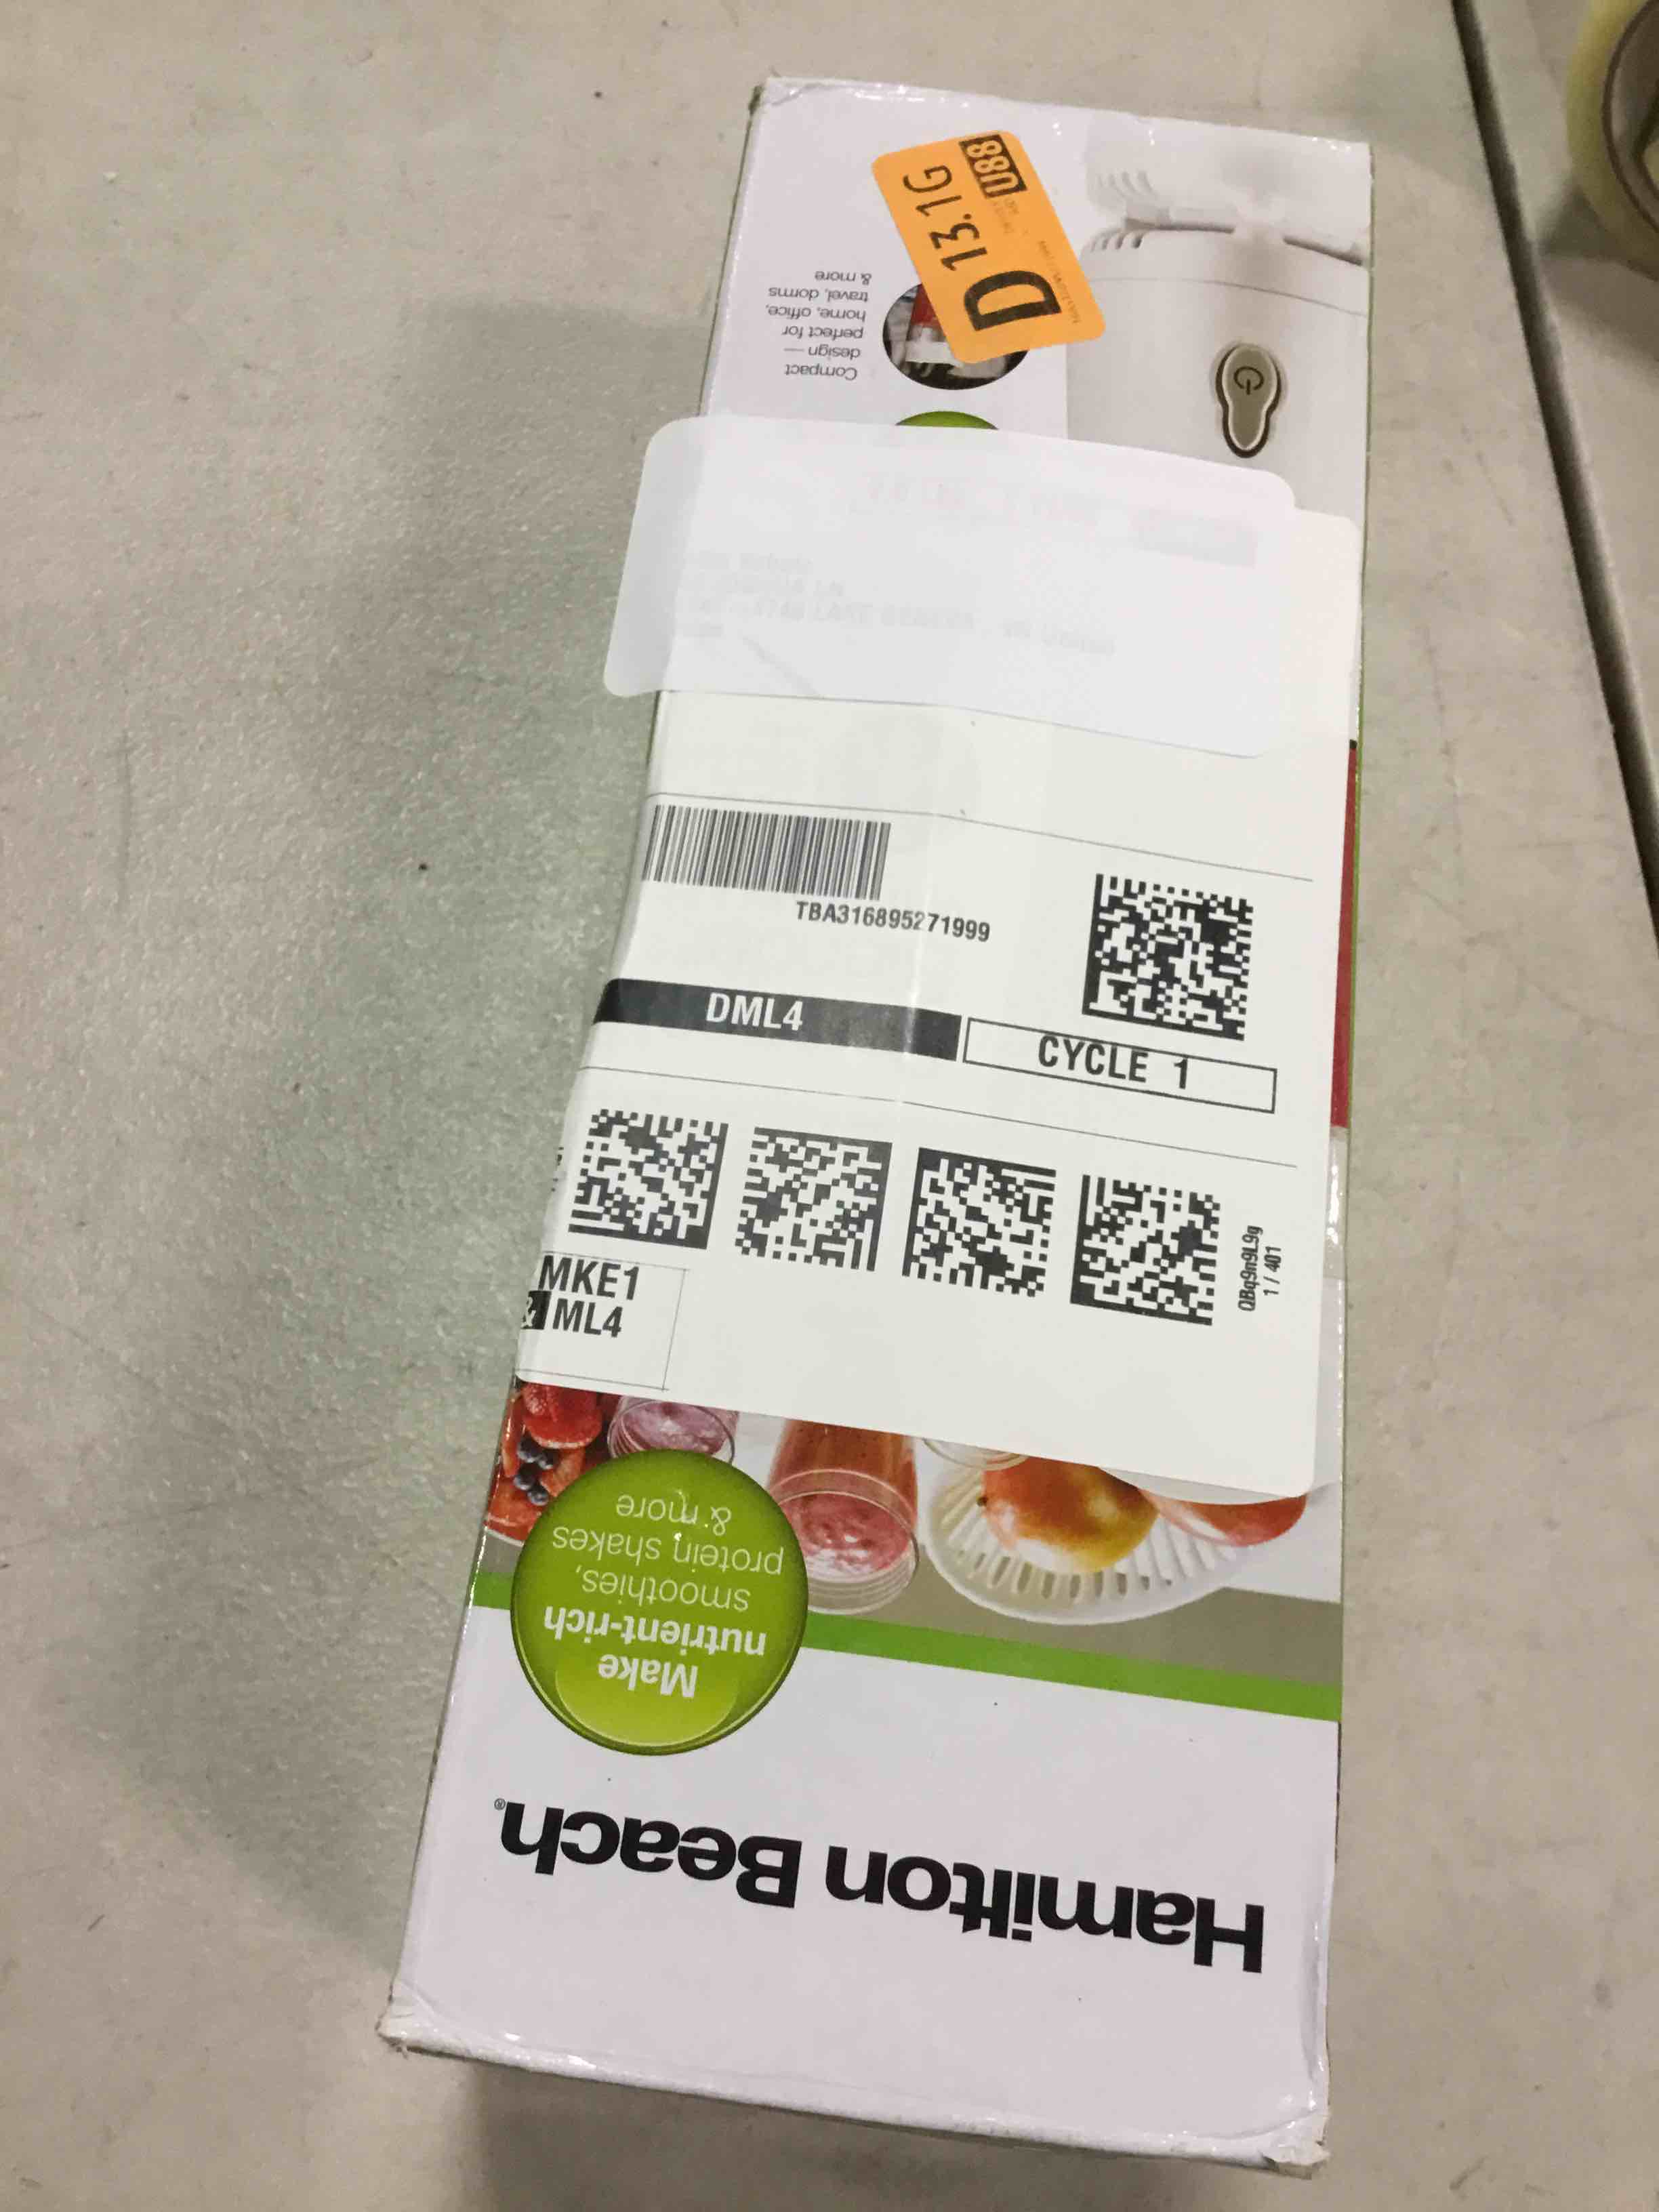 D 13.1G
U88
Compact
design —
perfect for
home, office,
travel, dorms
& more
TBA316895271999
DML4
CYCLE 1
QBq9n9L9g
1 / 401
MKE1
& ML4
Make
nutrient-rich
smoothies,
protein shakes
& more
Hamilton Beach®